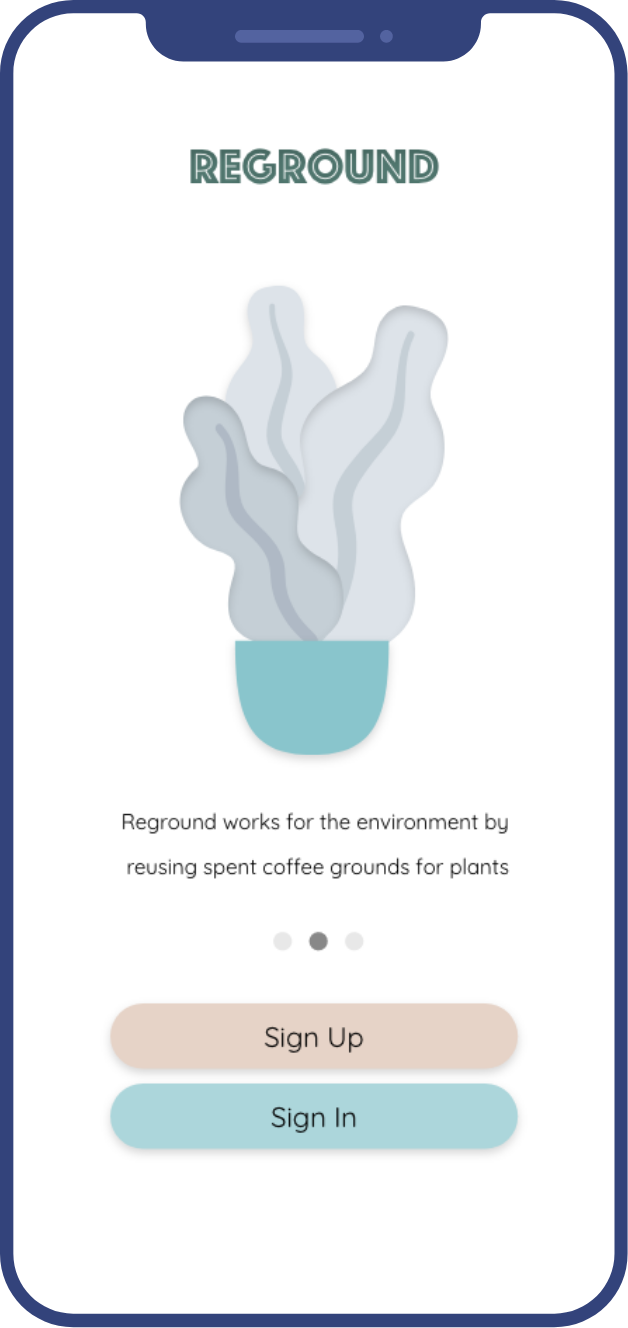 REGROUND
Reground works for the environment by
reusing spent coffee grounds for plants
Sign Up
Sign In